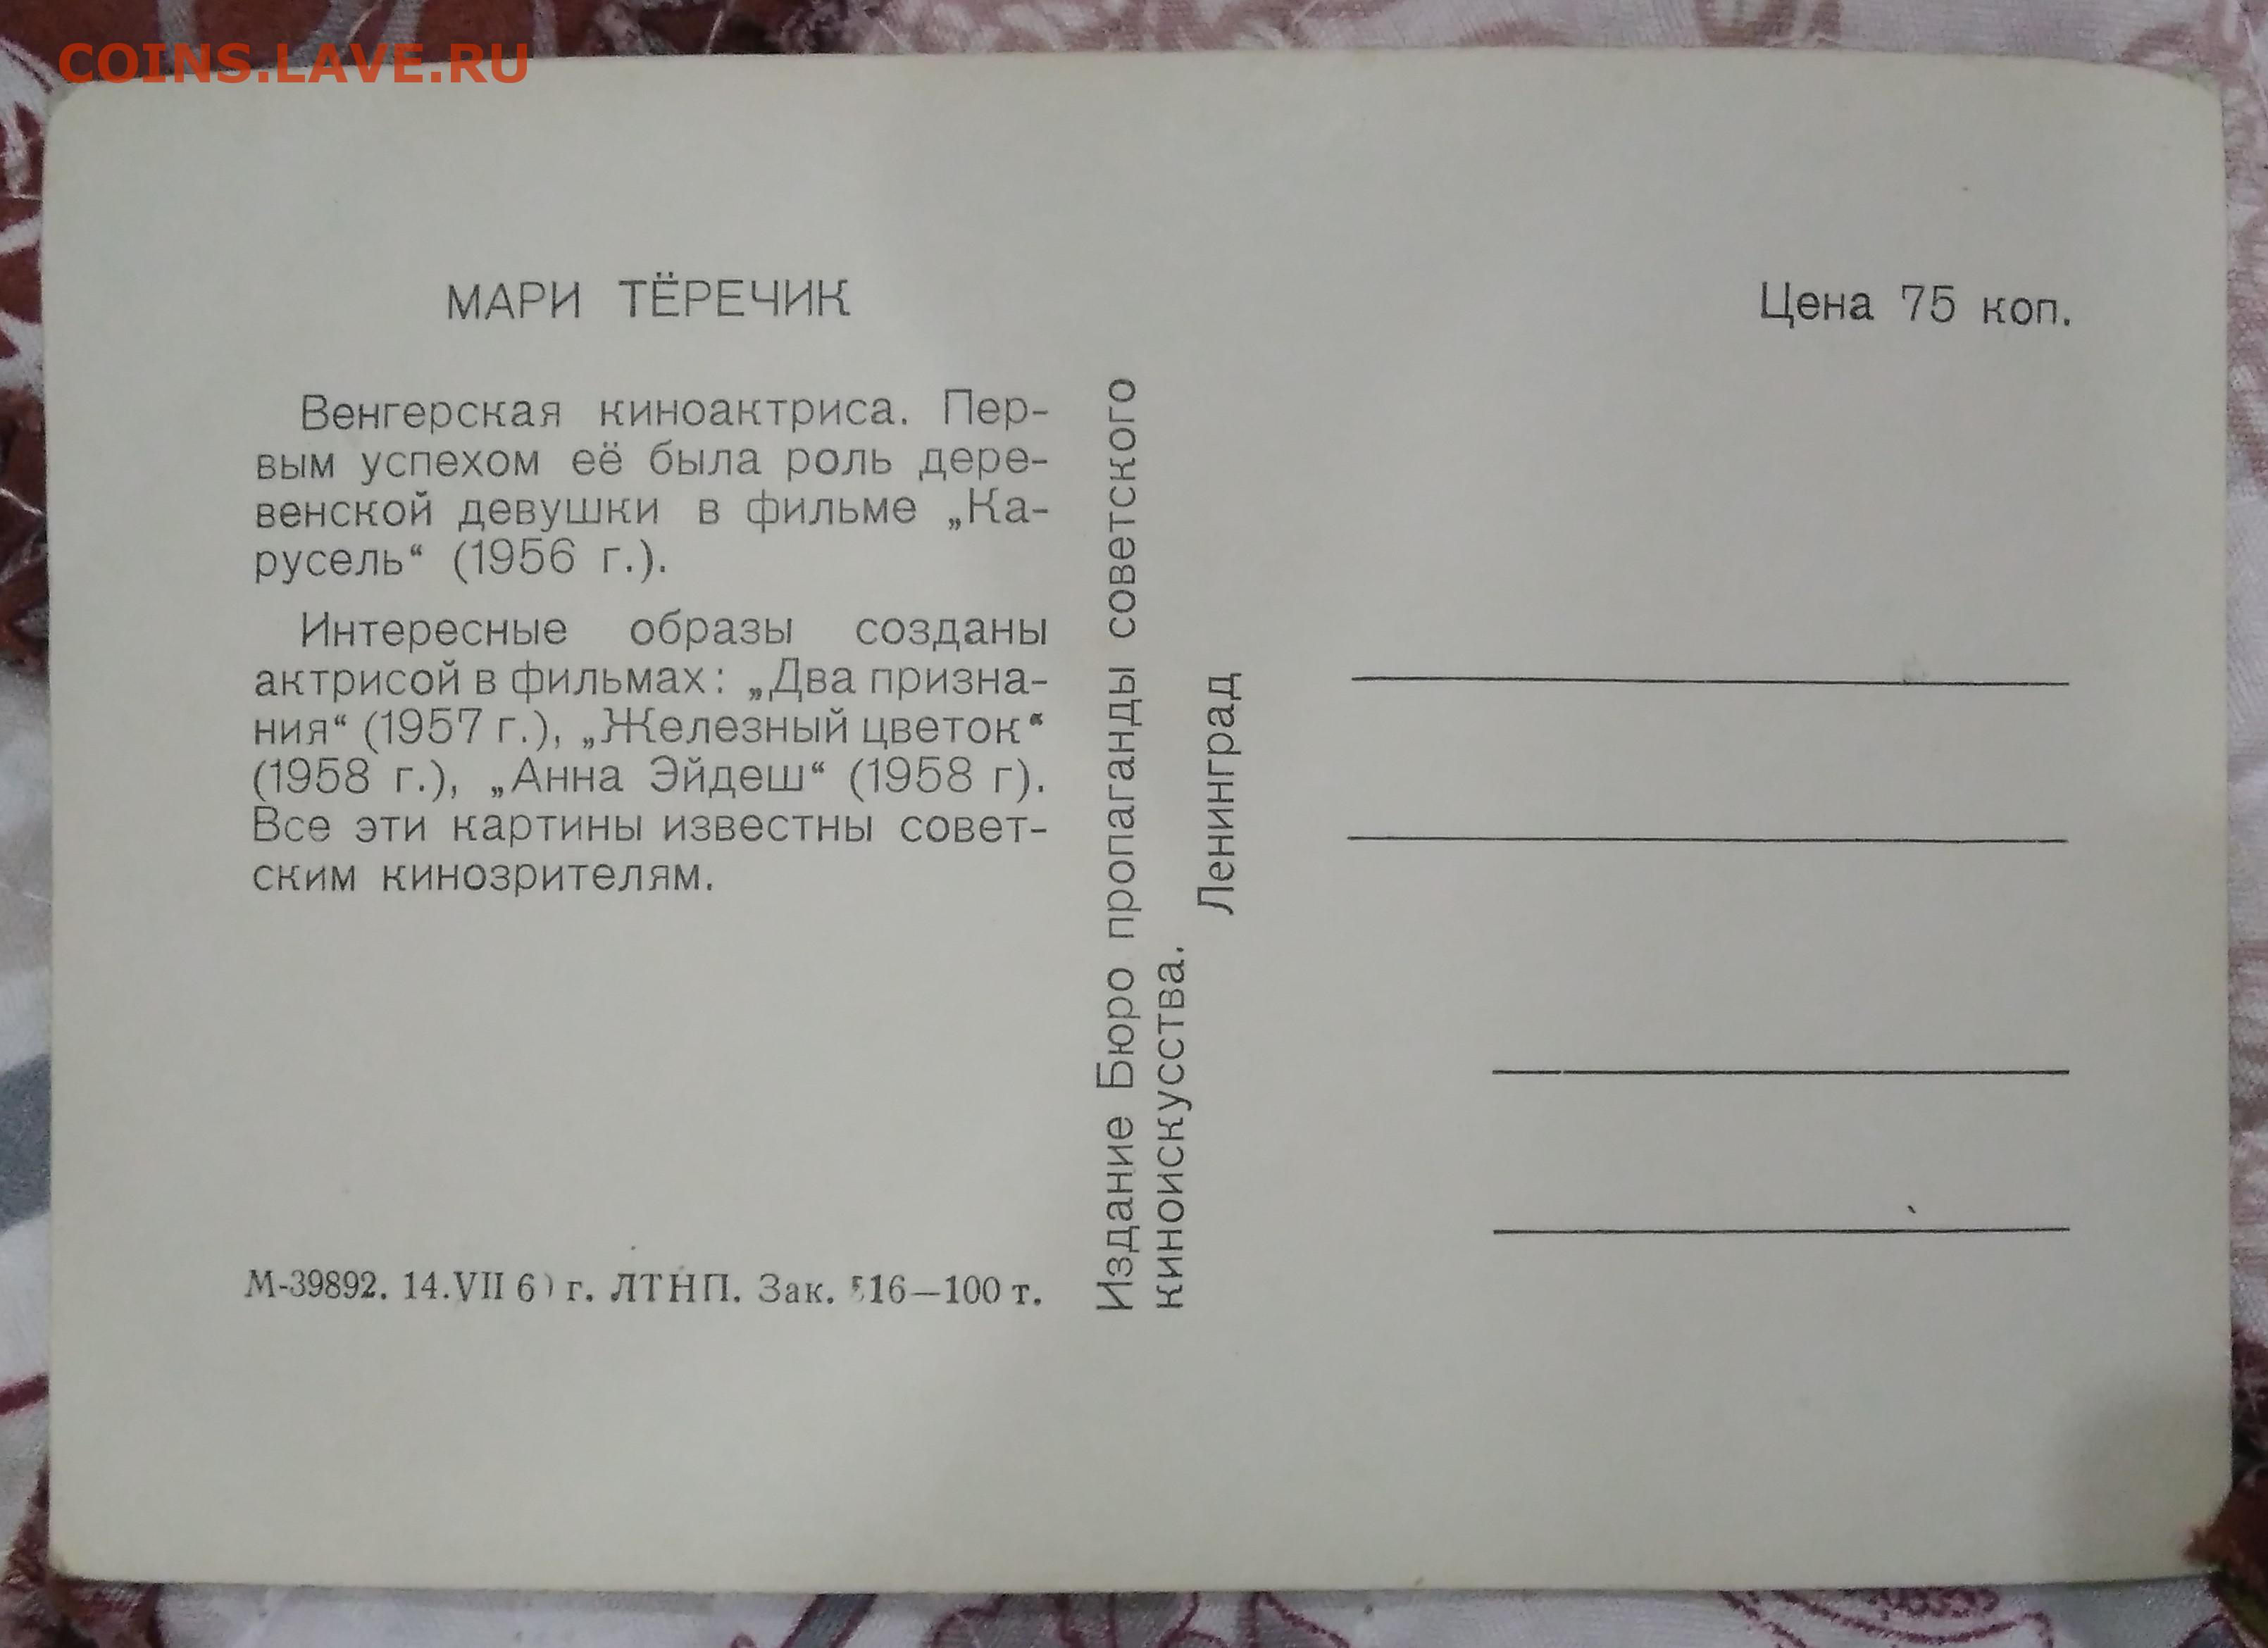 COINS.LAVE.RU
МАРИ ТЁРЕЧИК
Венгерская киноактриса. Пер-
вым успехом её была роль дере-
венской девушки в фильме „Ка-
русель“ (1956 г.).
Интересные образы созданы
актрисой в фильмах: „Два призна-
ния“ (1957 г.), „Железный цветок“
(1958 г.), „Анна Эйдеш“ (1958 г).
Все эти картины известны совет-
ским кинозрителям.
М-39892. 14.VII г. ЛТНП. Зак. —100 т.
Издание Бюро пропаганды советского
киноискусства.
Ленинград
Цена 75 коп.